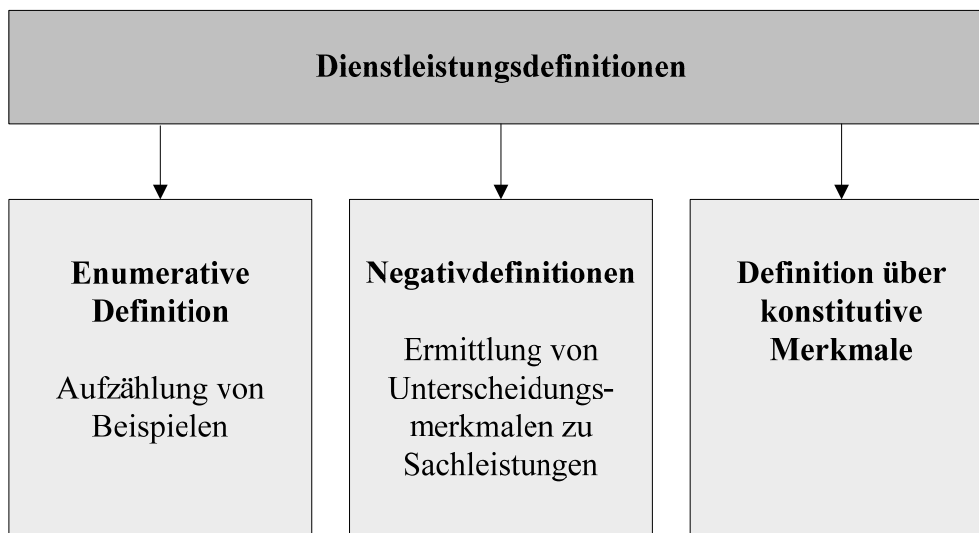 Dienstleistungsdefinitionen
Enumerative
Definition
Aufzählung von
Beispielen
Negativdefinitionen
Ermittlung von
Unterscheidungs-
merkmalen zu
Sachleistungen
Definition über
konstitutive
Merkmale